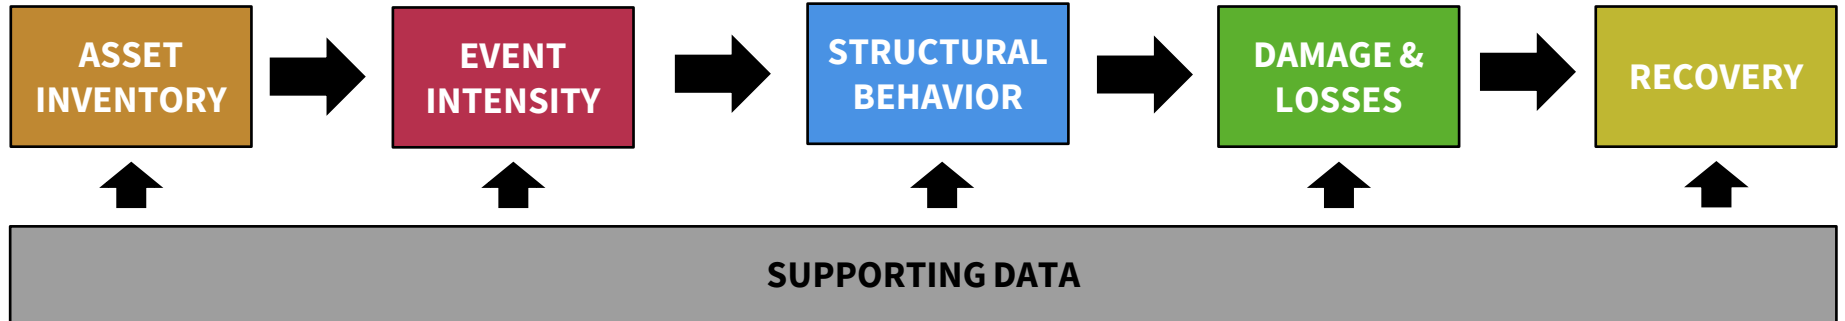 ASSET
INVENTORY
EVENT
INTENSITY
STRUCTURAL
BEHAVIOR
DAMAGE &
LOSSES
RECOVERY
SUPPORTING DATA